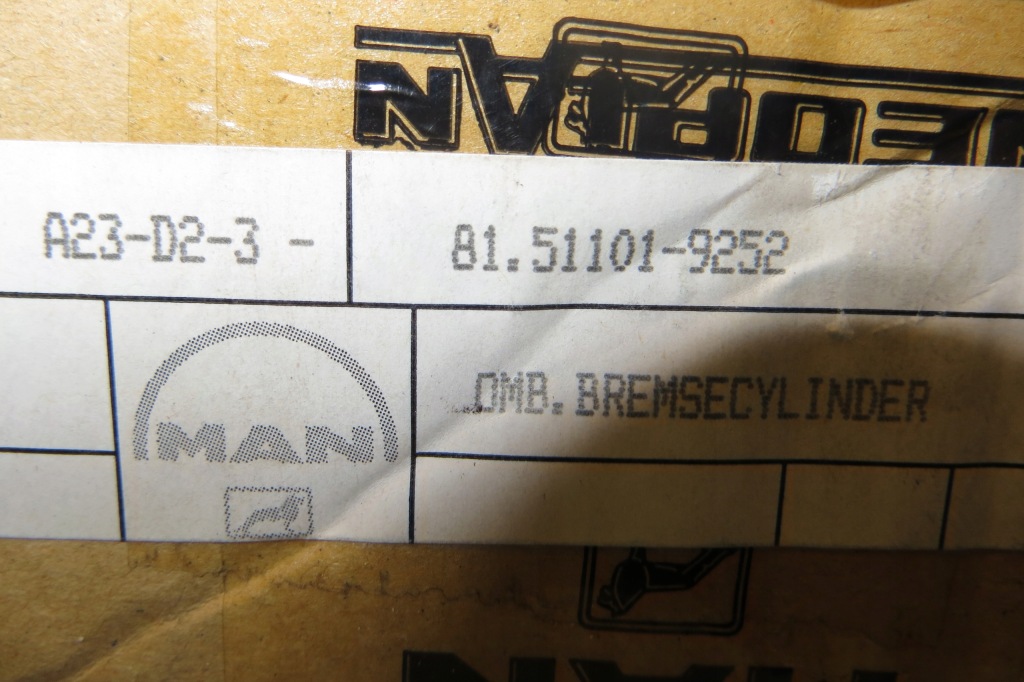 A23-D2-3 -
81.51101-9252
MAN
OMB.BREMSECYLINDER